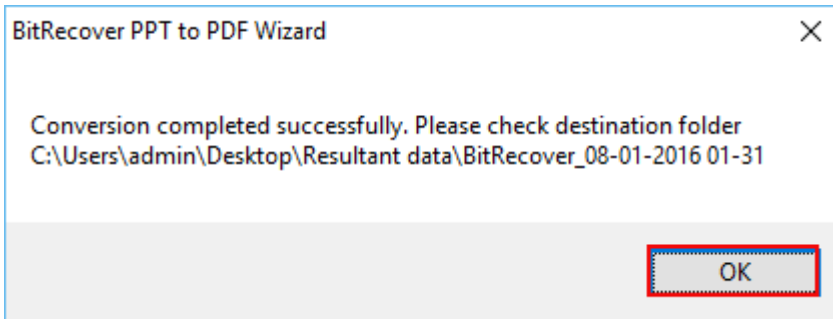 BitRecover PPT to PDF Wizard
Conversion completed successfully. Please check destination folder
C:\Users\admin\Desktop\Resultant data\BitRecover_08-01-2016 01-31
OK